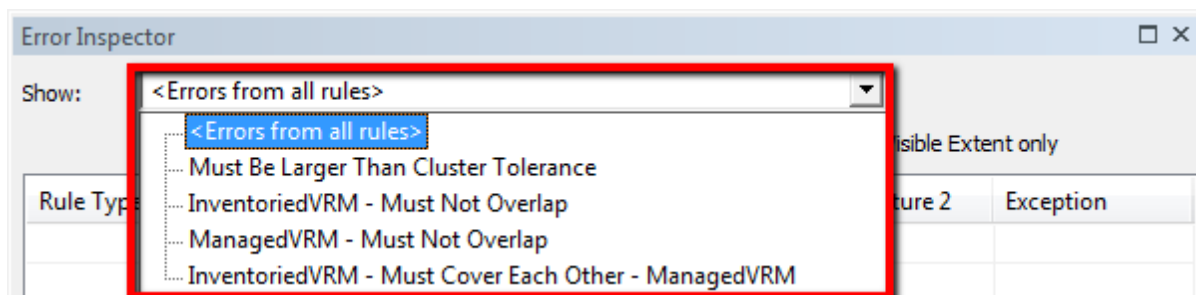 Error Inspector
Show: <Errors from all rules>
<Errors from all rules>
isible Extent only
Must Be Larger Than Cluster Tolerance
Rule Type ture 2 Exception
InventoriedVRM - Must Not Overlap
ManagedVRM - Must Not Overlap
InventoriedVRM - Must Cover Each Other - ManagedVRM